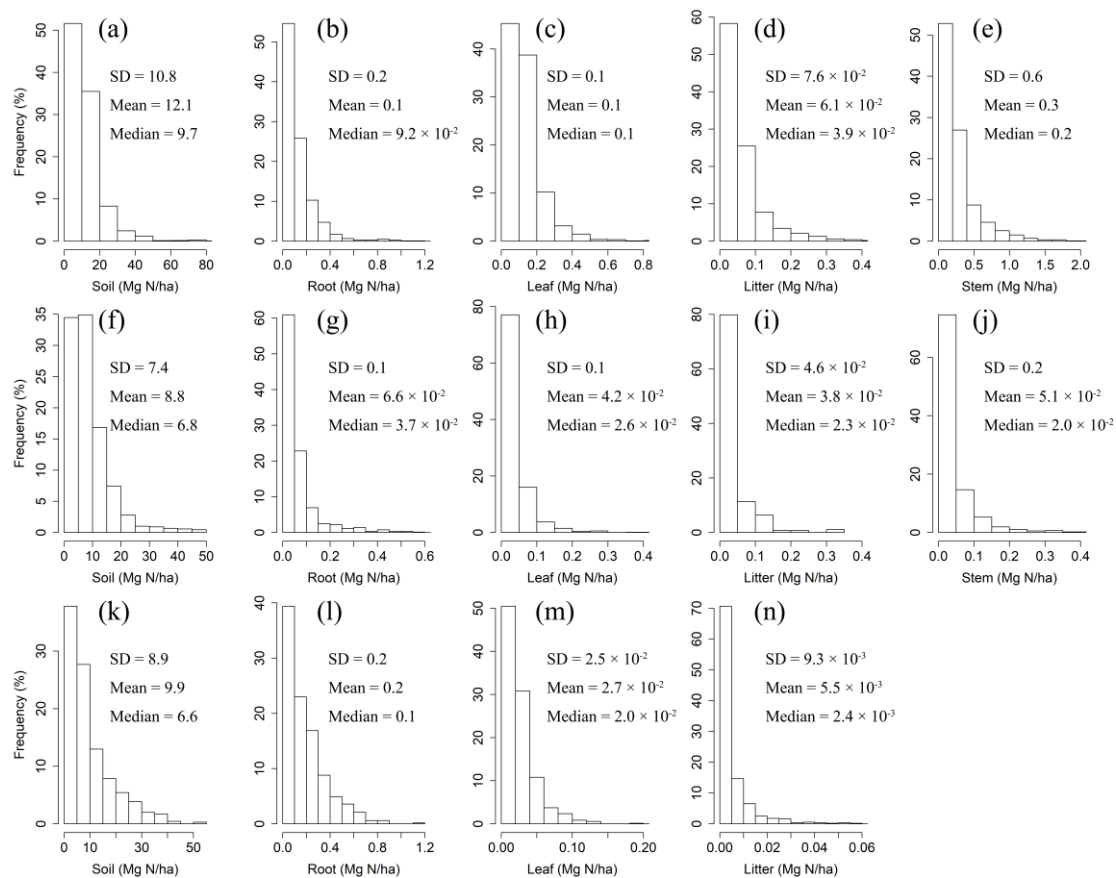 (a)
SD = 10.8
Mean = 12.1
Median = 9.7
Frequency (%)
0 10 20 30 40 50
0 20 40 60 80
Soil (Mg N/ha)
(b)
SD = 0.2
Mean = 0.1
Median = 9.2 × 10⁻²
0 10 20 30 40 50
0.0 0.4 0.8 1.2
Root (Mg N/ha)
(c)
SD = 0.1
Mean = 0.1
Median = 0.1
0 10 20 30 40
0.0 0.2 0.4 0.6 0.8
Leaf (Mg N/ha)
(d)
SD = 7.6 × 10⁻²
Mean = 6.1 × 10⁻²
Median = 3.9 × 10⁻²
0 10 20 30 40 50 60
0.0 0.1 0.2 0.3 0.4
Litter (Mg N/ha)
(e)
SD = 0.6
Mean = 0.3
Median = 0.2
0 10 20 30 40 50
0.0 0.5 1.0 1.5 2.0
Stem (Mg N/ha)
(f)
SD = 7.4
Mean = 8.8
Median = 6.8
Frequency (%)
0 5 10 15 20 25 30 35
0 10 20 30 40 50
Soil (Mg N/ha)
(g)
SD = 0.1
Mean = 6.6 × 10⁻²
Median = 3.7 × 10⁻²
0 10 20 30 40 50 60
0.0 0.2 0.4 0.6
Root (Mg N/ha)
(h)
SD = 0.1
Mean = 4.2 × 10⁻²
Median = 2.6 × 10⁻²
0 20 40 60 80
0.0 0.1 0.2 0.3 0.4
Leaf (Mg N/ha)
(i)
SD = 4.6 × 10⁻²
Mean = 3.8 × 10⁻²
Median = 2.3 × 10⁻²
0 20 40 60 80
0.0 0.1 0.2 0.3 0.4
Litter (Mg N/ha)
(j)
SD = 0.2
Mean = 5.1 × 10⁻²
Median = 2.0 × 10⁻²
0 20 40 60
0.0 0.1 0.2 0.3 0.4
Stem (Mg N/ha)
(k)
SD = 8.9
Mean = 9.9
Median = 6.6
Frequency (%)
0 10 20 30
10 30 50
Soil (Mg N/ha)
(l)
SD = 0.2
Mean = 0.2
Median = 0.1
0 10 20 30 40
0.0 0.4 0.8 1.2
Root (Mg N/ha)
(m)
SD = 2.5 × 10⁻²
Mean = 2.7 × 10⁻²
Median = 2.0 × 10⁻²
0 10 20 30 40 50
0.00 0.10 0.20
Leaf (Mg N/ha)
(n)
SD = 9.3 × 10⁻³
Mean = 5.5 × 10⁻³
Median = 2.4 × 10⁻³
0 10 20 30 40 50 60 70
0.00 0.02 0.04 0.06
Litter (Mg N/ha)